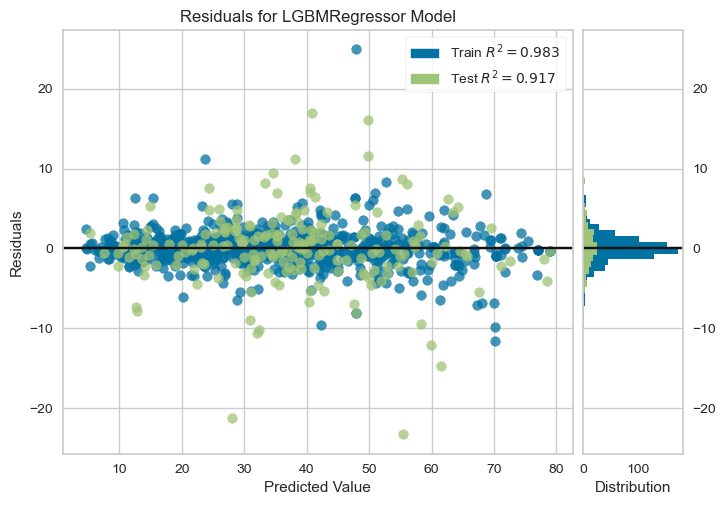 Residuals for LGBMRegressor Model
Train R² = 0.983
Test R² = 0.917
Residuals
20
10
0
−10
−20
10 20 30 40 50 60 70 80
Predicted Value
20
10
0
−10
−20
0 100
Distribution